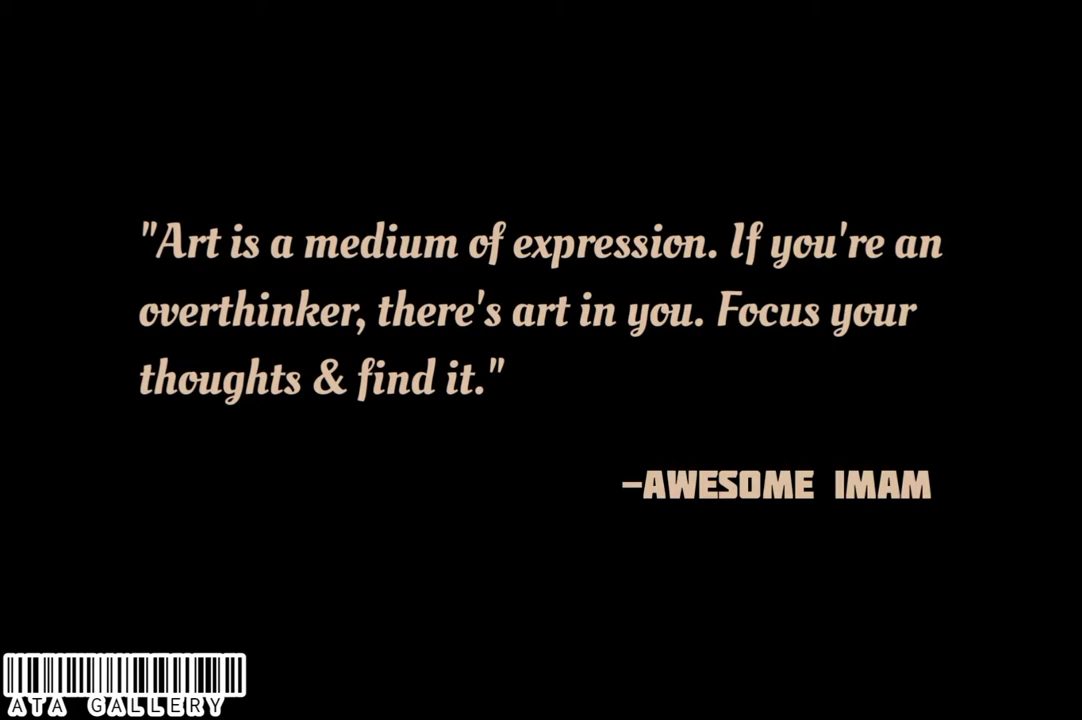 "Art is a medium of expression. If you're an
overthinker, there's art in you. Focus your
thoughts & find it."
-AWESOME IMAM
ATA GALLERY